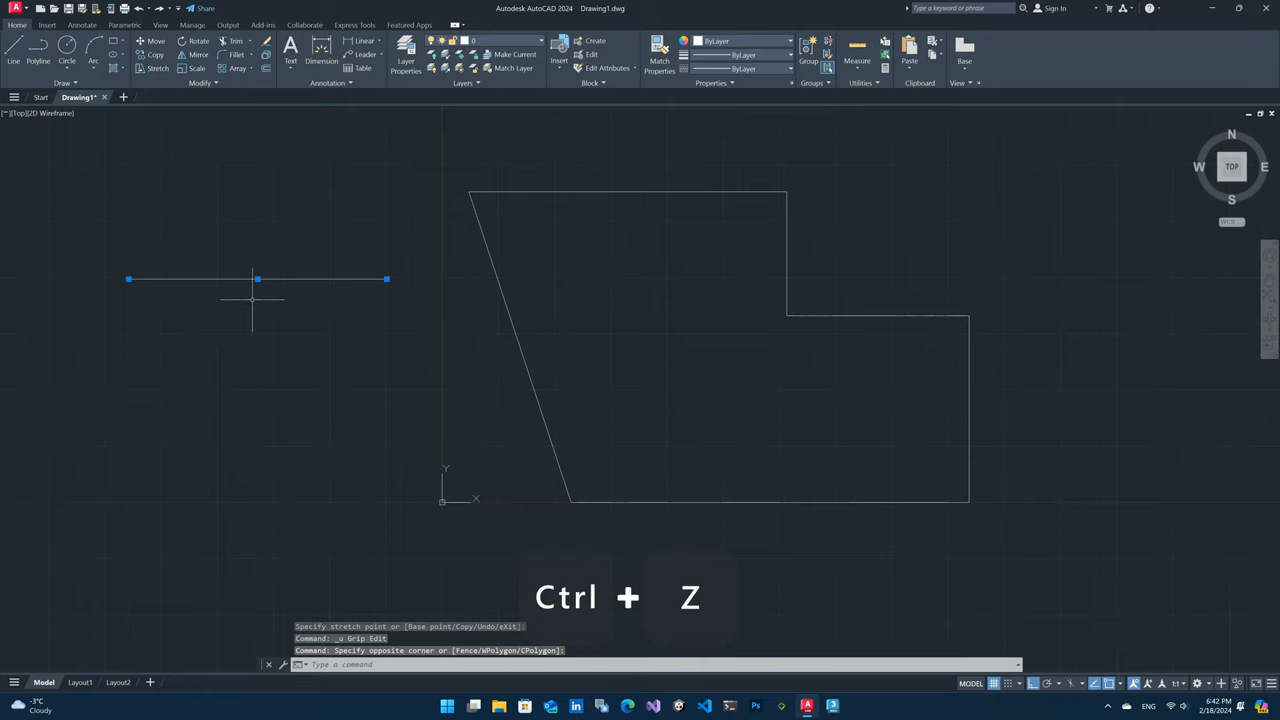 Share
Autodesk AutoCAD 2024 Drawing1.dwg
Type a keyword or phrase
Sign In
Home Insert Annotate Parametric View Manage Output Add-ins Collaborate Express Tools Featured Apps
Line
Polyline
Circle
Arc
Move
Rotate
Trim
Copy
Mirror
Fillet
Stretch
Scale
Array
Text
Dimension
Linear
Leader
Table
Layer
Properties
0
Make Current
Match Layer
Insert
Create
Edit
Edit Attributes
Match
Properties
ByLayer
ByLayer
ByLayer
Group
Measure
Paste
Base
Draw
Modify
Annotation
Layers
Block
Properties
Groups
Utilities
Clipboard
View
Start
Drawing1*
[−][Top][2D Wireframe]
N
W
TOP
E
S
WCS
Y
X
Ctrl + Z
Specify stretch point or [Base point/Copy/Undo/eXit]:
Command: _u Grip Edit
Command: Specify opposite corner or [Fence/WPolygon/CPolygon]:
Type a command
Model Layout1 Layout2
MODEL
1:1
-3°C
Cloudy
ENG
6:42 PM
2/18/2024